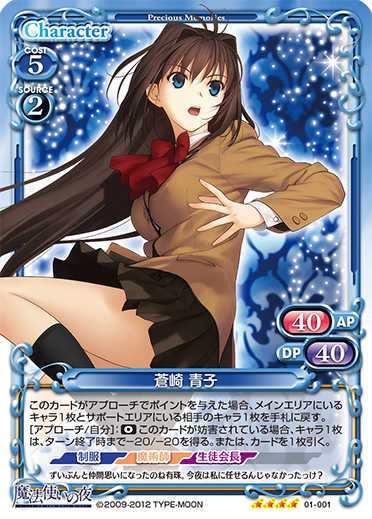 Precious Memories
Character
COST
5
SOURCE
2
40 AP
DP 40
蒼崎 青子
このカードがアプローチでポイントを与えた場合、メインエリアにいる
キャラ1枚とサポートエリアにいる相手のキャラ1枚を手札に戻す。
[アプローチ/自分]:このカードが妨害されている場合、キャラ1枚
は、ターン終了時まで-20/-20を得る。または、カードを1枚引く。
制服 魔術師 生徒会長
ずいぶんと仲間思いになったのね有珠。今夜は私に任せるんじゃなかったっけ?
魔法使いの夜 ©2009-2012 TYPE-MOON 01-001